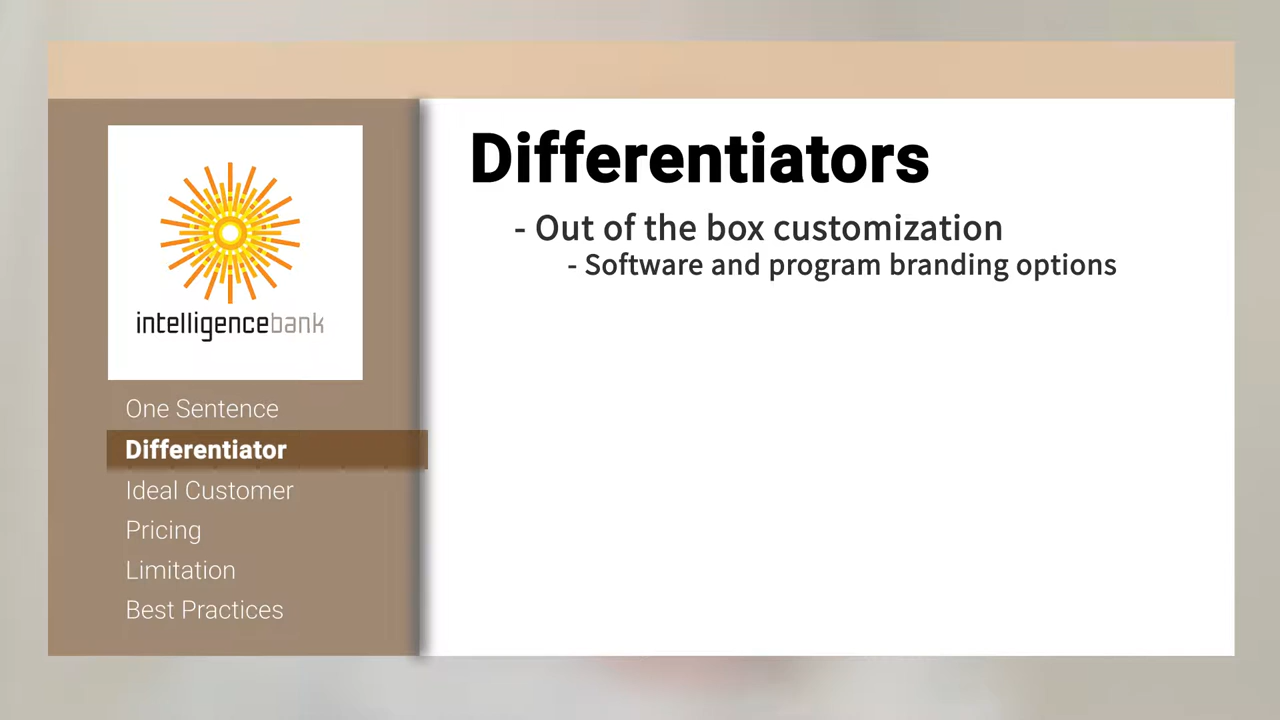 intelligencebank
One Sentence
Differentiator
Ideal Customer
Pricing
Limitation
Best Practices
Differentiators
- Out of the box customization
- Software and program branding options